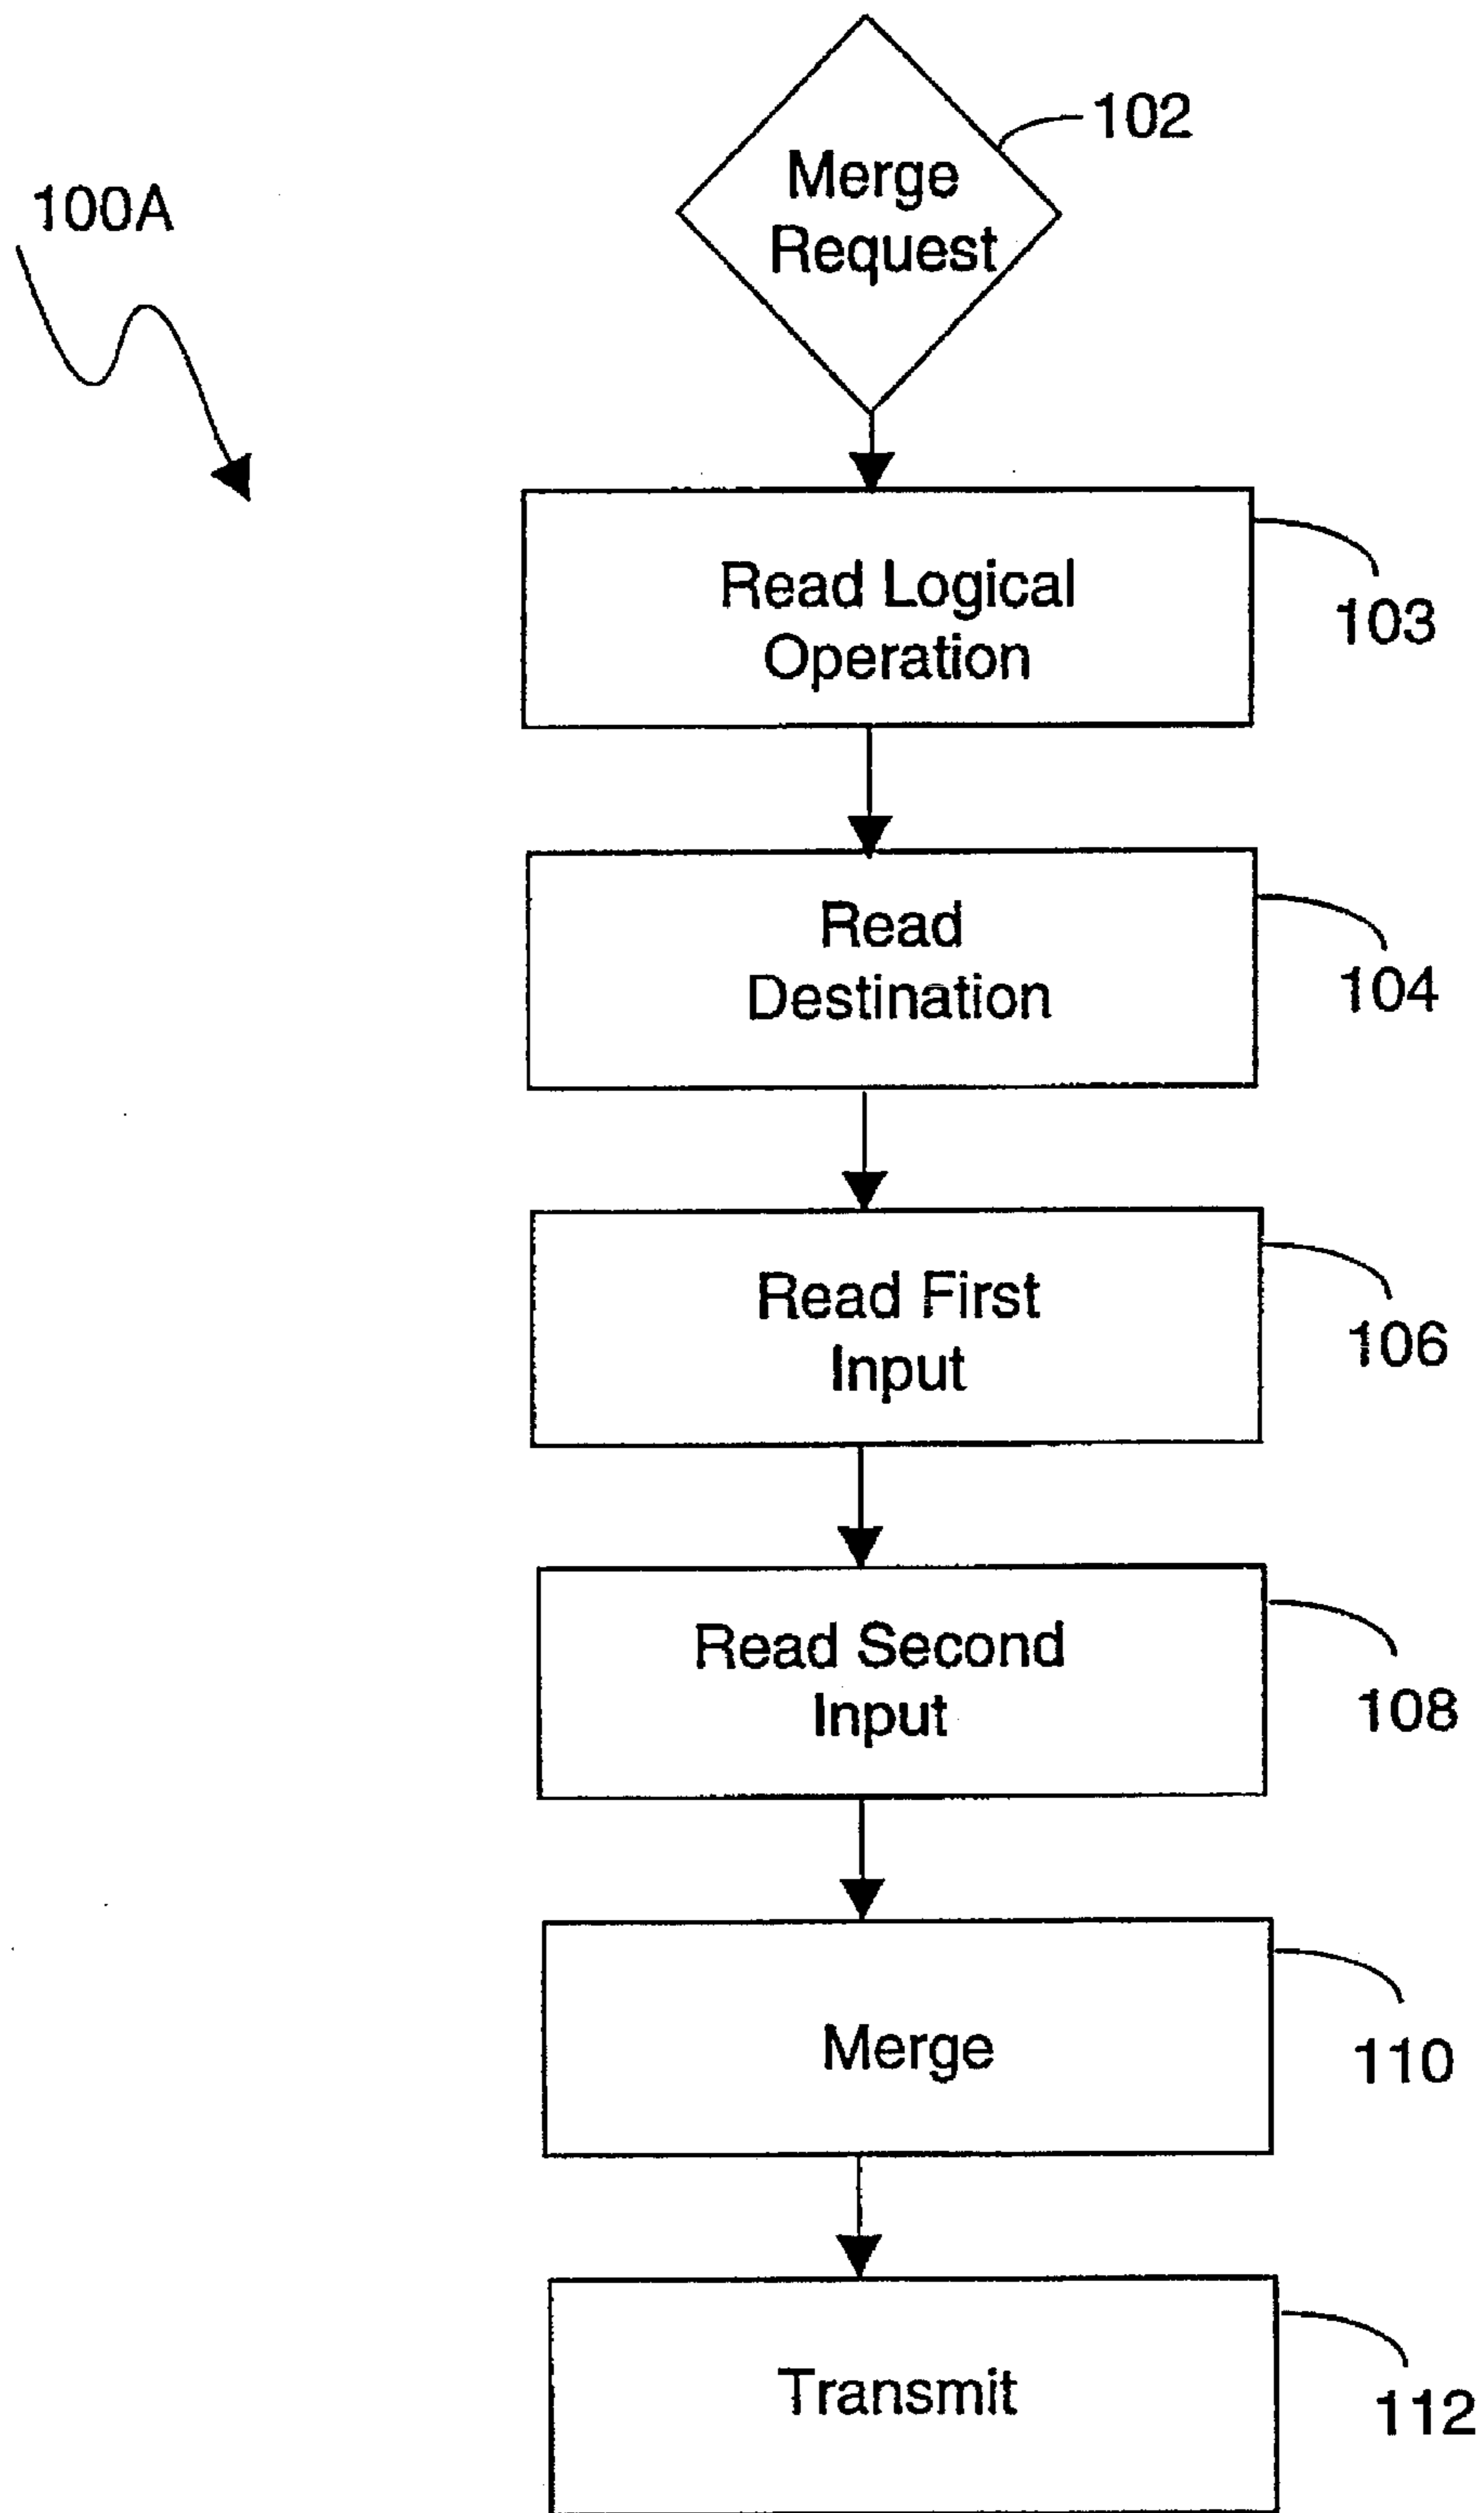 102
Merge
Request
100A
Read Logical
Operation
103
Read
Destination
104
Read First
Input
106
Read Second
Input
108
Merge
110
Transmit
112